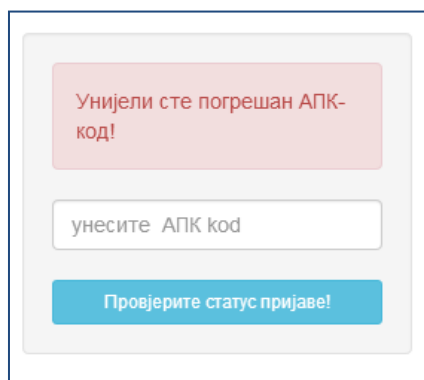 Унијели сте погрешан АПК-
код!
унесите АПК kod
Провјерите статус пријаве!